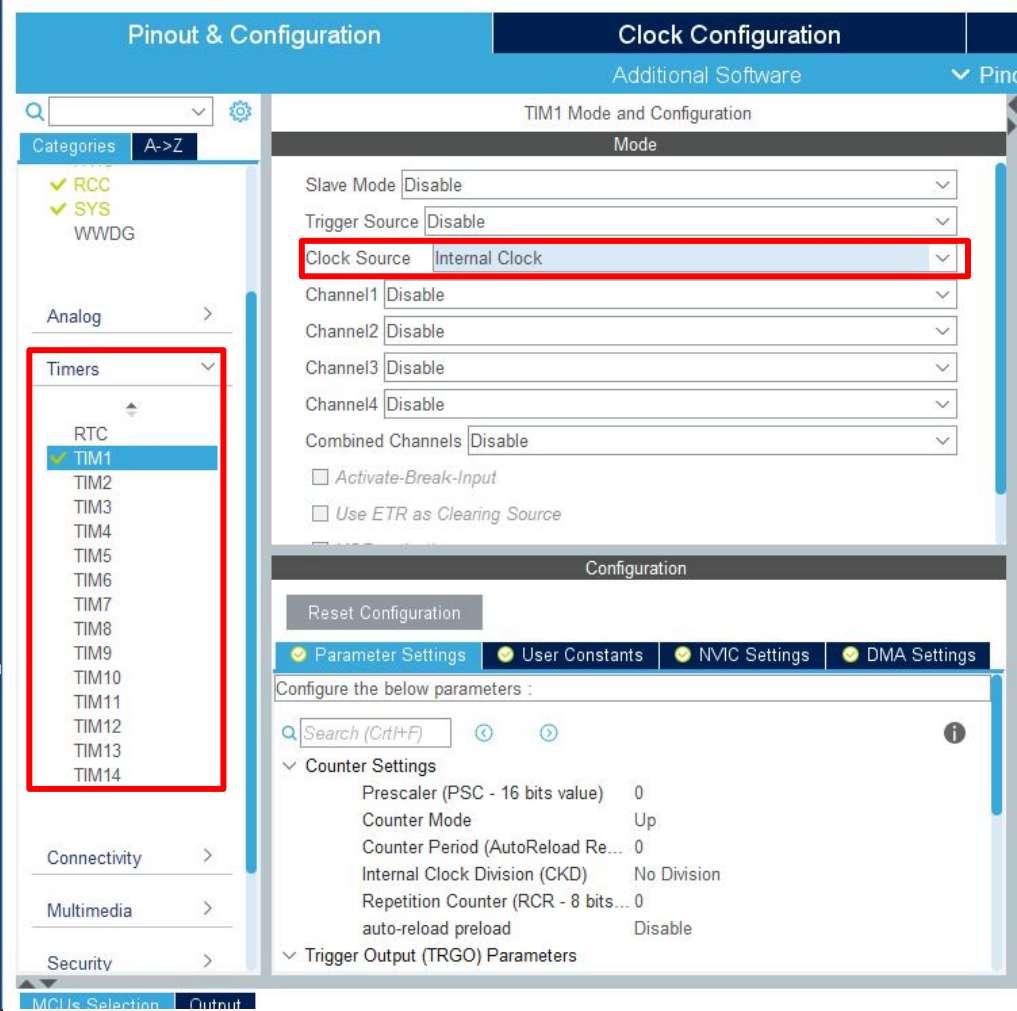 Pinout & Configuration
Clock Configuration
Additional Software
Pinc
TIM1 Mode and Configuration
Categories
A->Z
Mode
RCC
SYS
WWDG
Analog
Timers
RTC
TIM1
TIM2
TIM3
TIM4
TIM5
TIM6
TIM7
TIM8
TIM9
TIM10
TIM11
TIM12
TIM13
TIM14
Connectivity
Multimedia
Security
Slave Mode Disable
Trigger Source Disable
Clock Source Internal Clock
Channel1 Disable
Channel2 Disable
Channel3 Disable
Channel4 Disable
Combined Channels Disable
Activate-Break-Input
Use ETR as Clearing Source
Configuration
Reset Configuration
Parameter Settings
User Constants
NVIC Settings
DMA Settings
Configure the below parameters :
Search (Crtl+F)
Counter Settings
Prescaler (PSC - 16 bits value) 0
Counter Mode Up
Counter Period (AutoReload Re... 0
Internal Clock Division (CKD) No Division
Repetition Counter (RCR - 8 bits... 0
auto-reload preload Disable
Trigger Output (TRGO) Parameters
MCUs Selection
Output